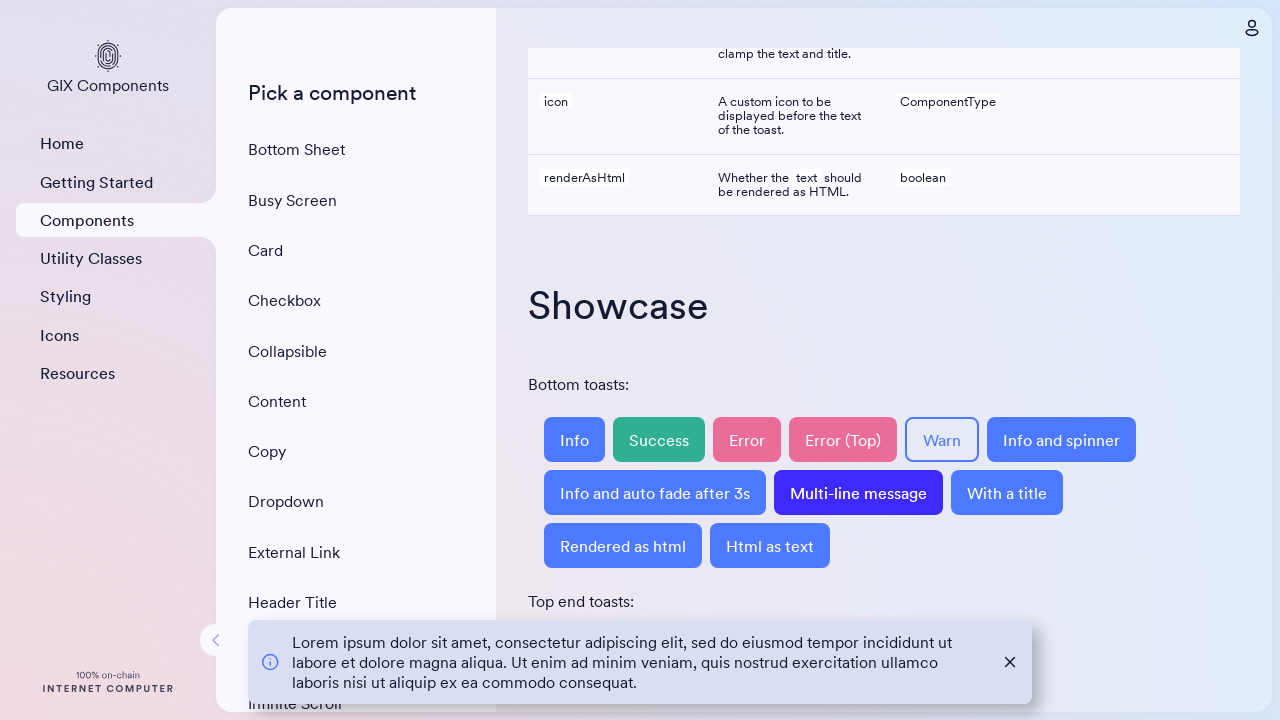 GIX Components
Home
Getting Started
Components
Utility Classes
Styling
Icons
Resources
100% on-chain
INTERNET COMPUTER
Pick a component
Bottom Sheet
Busy Screen
Card
Checkbox
Collapsible
Content
Copy
Dropdown
External Link
Header Title
Infinite Scroll
clamp the text and title.
icon
A custom icon to be
displayed before the text
of the toast.
ComponentType
renderAsHtml
Whether the text should
be rendered as HTML.
boolean
Showcase
Bottom toasts:
Info
Success
Error
Error (Top)
Warn
Info and spinner
Info and auto fade after 3s
Multi-line message
With a title
Rendered as html
Html as text
Top end toasts:
Lorem ipsum dolor sit amet, consectetur adipiscing elit, sed do eiusmod tempor incididunt ut
labore et dolore magna aliqua. Ut enim ad minim veniam, quis nostrud exercitation ullamco
laboris nisi ut aliquip ex ea commodo consequat.